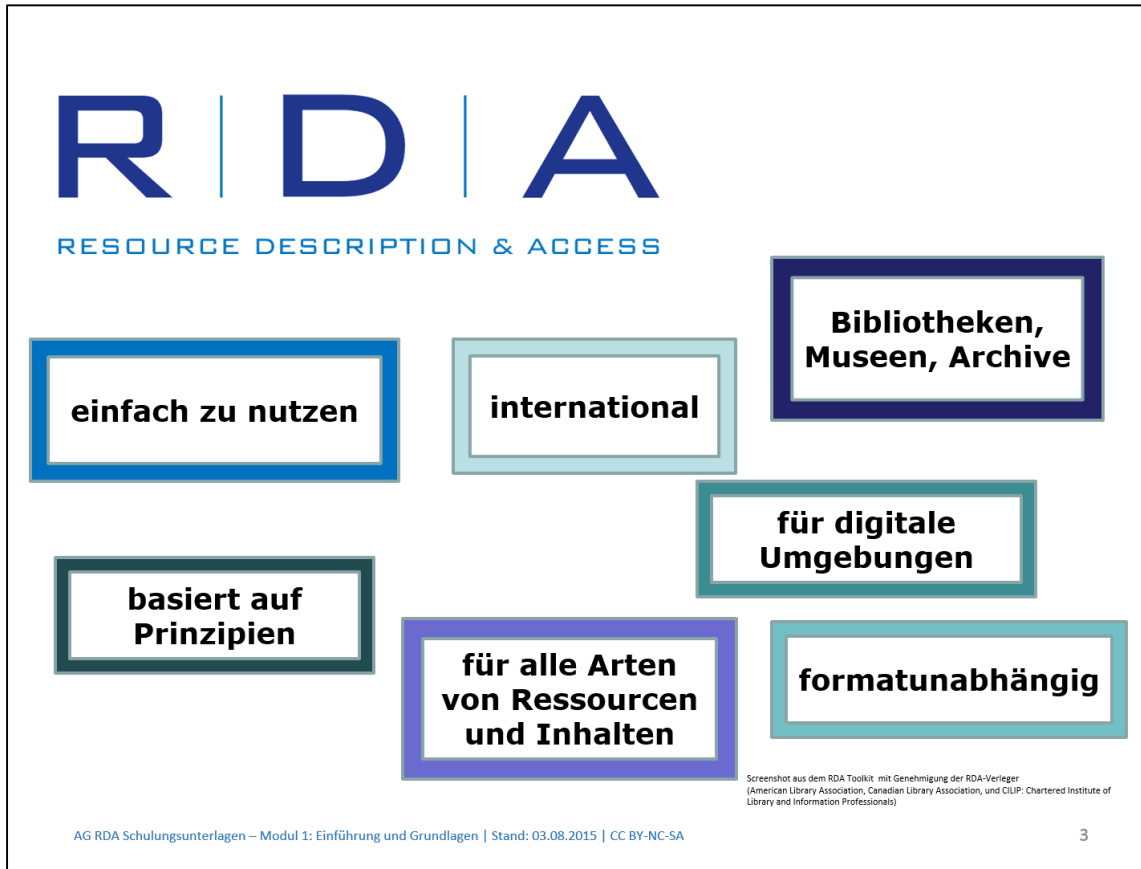 R | D | A
RESOURCE DESCRIPTION & ACCESS
Bibliotheken,
Museen, Archive
einfach zu nutzen
international
für digitale
Umgebungen
basiert auf
Prinzipien
für alle Arten
von Ressourcen
und Inhalten
formatunabhängig
Screenshot aus dem RDA Toolkit mit Genehmigung der RDA-Verleger
(American Library Association, Canadian Library Association, und CILIP: Chartered Institute of
Library and Information Professionals)
AG RDA Schulungsunterlagen – Modul 1: Einführung und Grundlagen | Stand: 03.08.2015 | CC BY-NC-SA
3